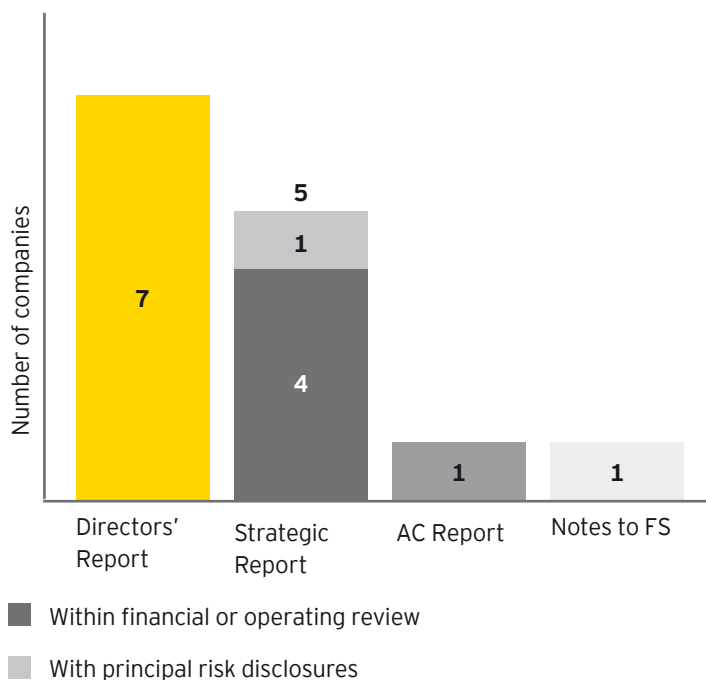 Number of companies
7
5
1
4
1
1
Directors'
Report
Strategic
Report
AC Report
Notes to FS
Within financial or operating review
With principal risk disclosures